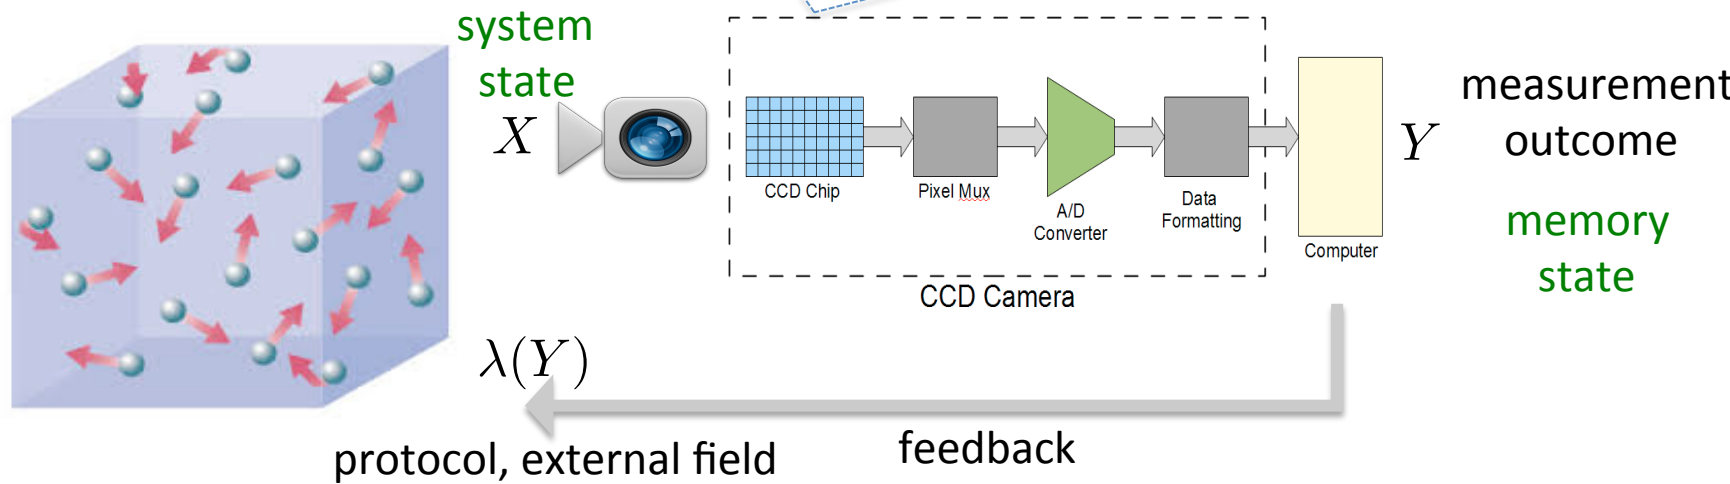 system
state
X
CCD Chip
Pixel Mux
A/D
Converter
Data
Formatting
Computer
CCD Camera
Y
measurement
outcome
memory
state
λ(Y)
protocol, external field
feedback